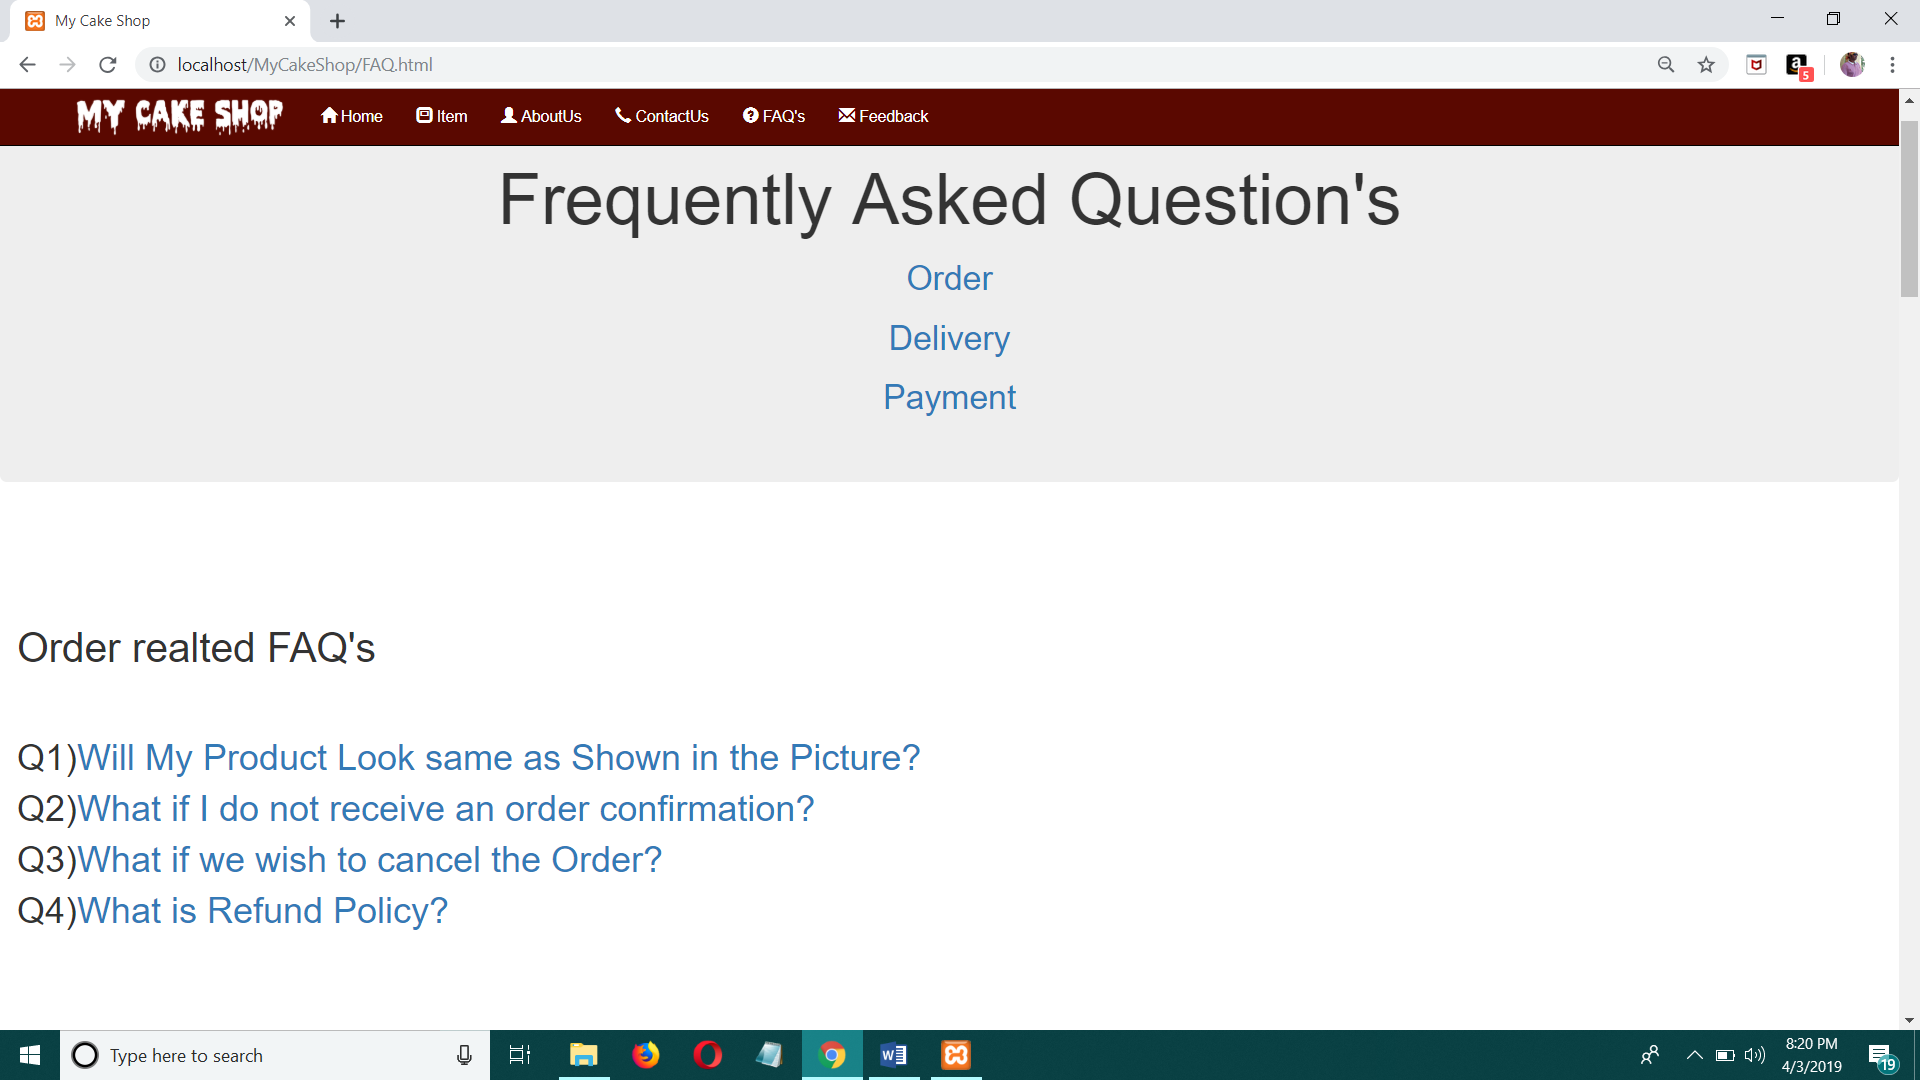 My Cake Shop
localhost/MyCakeShop/FAQ.html
5
MY CAKE SHOP Home Item AboutUs ContactUs FAQ's Feedback
Frequently Asked Question's
Order
Delivery
Payment
Order realted FAQ's
Q1)Will My Product Look same as Shown in the Picture?
Q2)What if I do not receive an order confirmation?
Q3)What if we wish to cancel the Order?
Q4)What is Refund Policy?
Type here to search
8:20 PM
4/3/2019
19